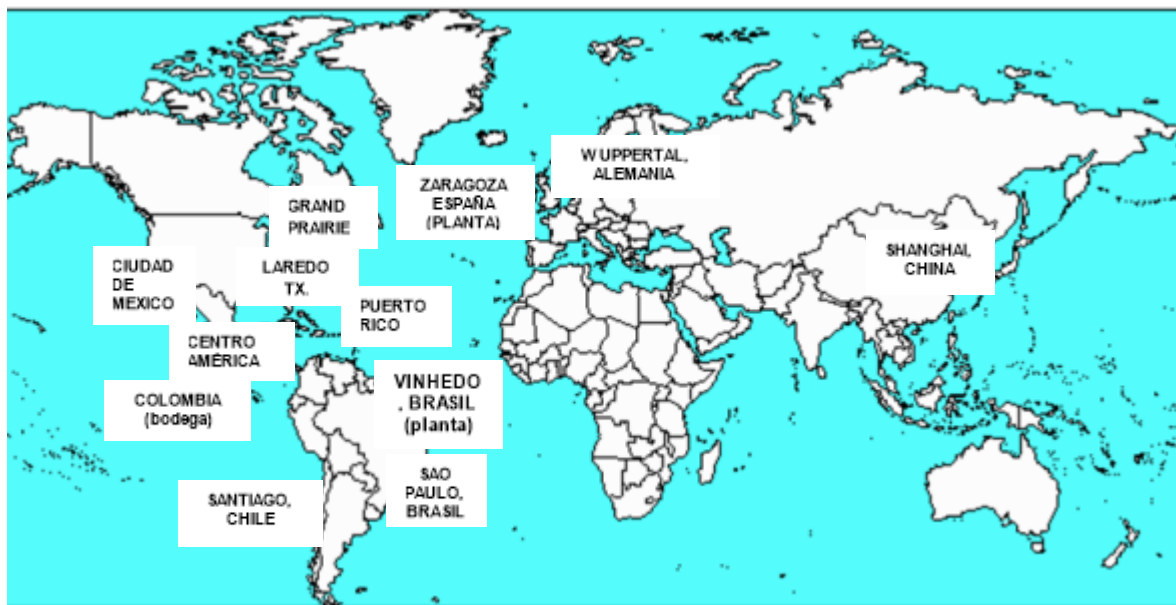 W UPPERTAL,
ALEMANIA
ZARAGOZA
ESPAÑA
(PLANTA)
GRAND
PRAIRIE
SHANGHAI,
CHINA
CIUDAD
DE
MEXICO
LAREDO
TX.
PUERTO
RICO
CENTRO
AMÉRICA
COLOMBIA
(bodega)
VINHEDO
, BRASIL
(planta)
SAO
PAULO,
BRASIL
SANTIAGO,
CHILE